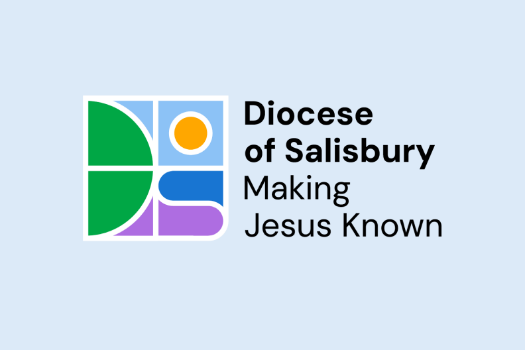 Diocese
of Salisbury
Making
Jesus Known